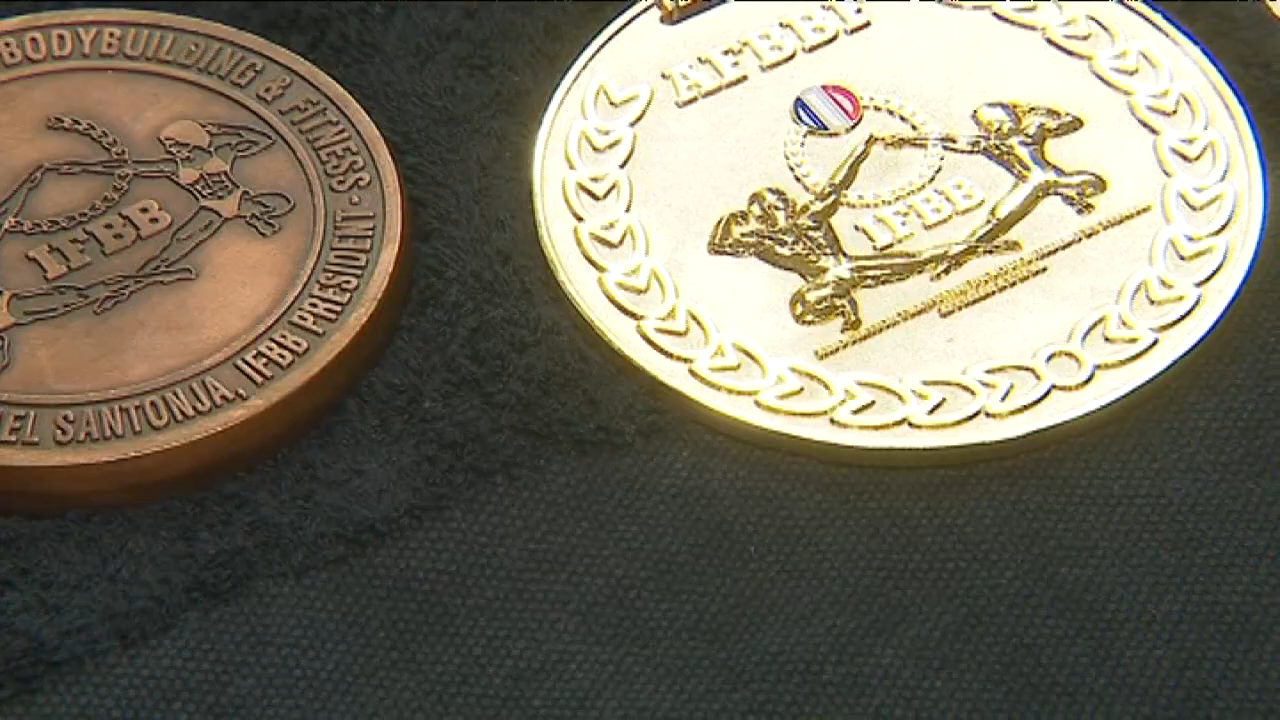 BODYBUILDING & FITNESS ·
IFBB
EL SANTONJA, IFBB PRESIDENT
AFBBF
IFBB